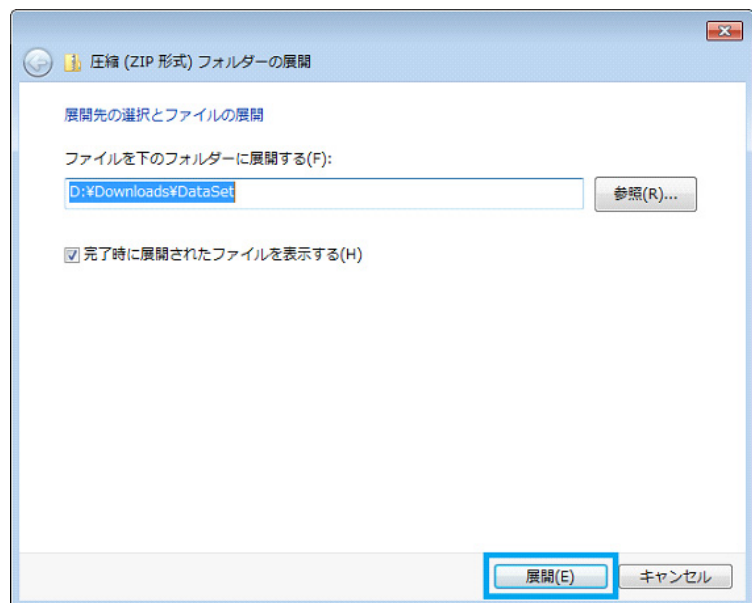 圧縮 (ZIP 形式) フォルダーの展開
展開先の選択とファイルの展開
ファイルを下のフォルダーに展開する(F):
D:¥Downloads¥DataSet
参照(R)...
完了時に展開されたファイルを表示する(H)
展開(E)
キャンセル